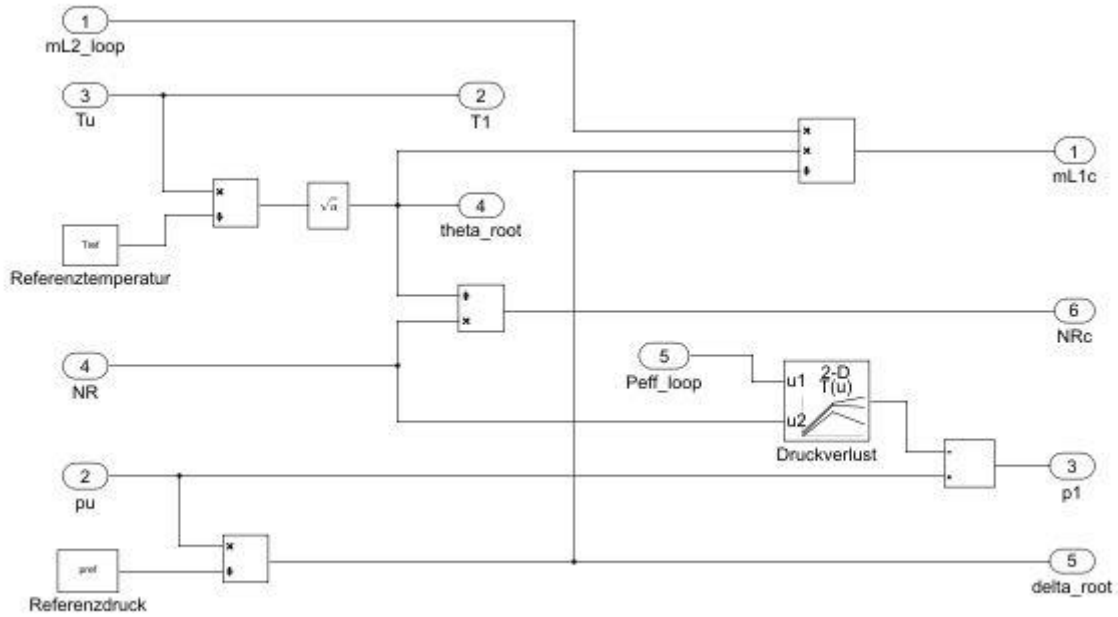 1
mL2_loop
3
Tu
2
T1
1
mL1c
√a
4
theta_root
Tref
Referenztemperatur
6
NRc
4
NR
5
Peff_loop
2-D
T(u)
u1
u2
Druckverlust
2
pu
3
p1
pref
Referenzdruck
5
delta_root